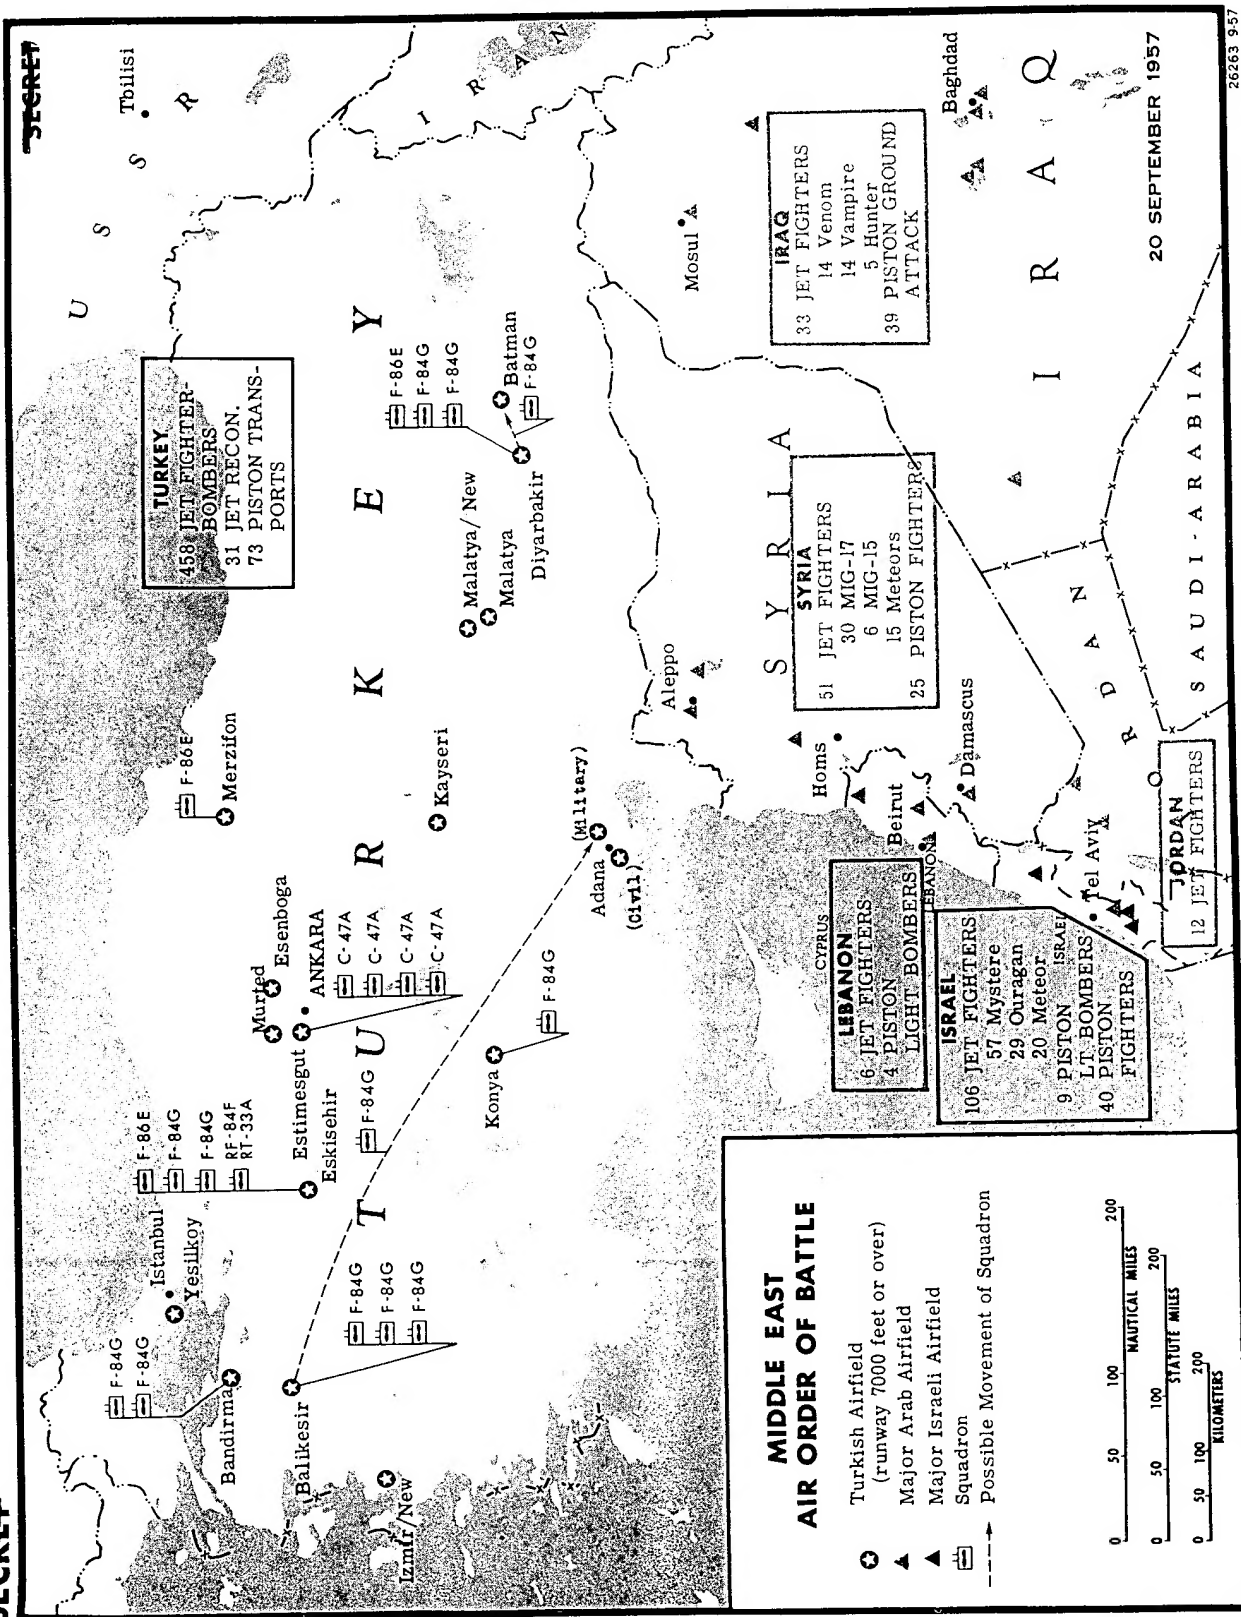 SECRET
SECRET
Tbilisi
U S S R
I R A N
TURKEY
458 JET FIGHTER-
BOMBERS
31 JET RECON.
73 PISTON TRANS-
PORTS
F-84G
F-84G
Bandirma
Istanbul
Yesilkoy
F-86E
F-84G
F-84G
RF-84F
RT-33A
Eskisehir
Murted
Esenboga
Estimesgut
ANKARA
C-47A
C-47A
C-47A
C-47A
F-86E
Merzifon
Kayseri
Malatya/New
Malatya
F-86E
F-84G
F-84G
Batman
F-84G
Diyarbakir
T U R K E Y
Balikesir
F-84G
F-84G
F-84G
F-84G
Izmir/New
Konya
F-84G
(Military)
Adana
(Civil)
Mosul
Baghdad
IRAQ
33 JET FIGHTERS
14 Venom
14 Vampire
5 Hunter
39 PISTON GROUND
ATTACK
I R A Q
Aleppo
S Y R I A
SYRIA
51 JET FIGHTERS
30 MIG-17
6 MIG-15
15 Meteors
25 PISTON FIGHTERS
Homs
Beirut
Damascus
CYPRUS
LEBANON
LEBANON
6 JET FIGHTERS
4 PISTON
LIGHT BOMBERS
ISRAEL
106 JET FIGHTERS
57 Mystere
29 Ouragan
20 Meteor
9 PISTON
LT. BOMBERS
40 PISTON
FIGHTERS
ISRAEL
Tel Aviv
JORDAN
12 JET FIGHTERS
J O R D A N
SAUDI-ARABIA
20 SEPTEMBER 1957
26263 9-57
MIDDLE EAST
AIR ORDER OF BATTLE
Turkish Airfield
(runway 7000 feet or over)
Major Arab Airfield
Major Israeli Airfield
Squadron
Possible Movement of Squadron
0 50 100 200
NAUTICAL MILES
0 50 100 200
STATUTE MILES
0 50 100 200
KILOMETERS